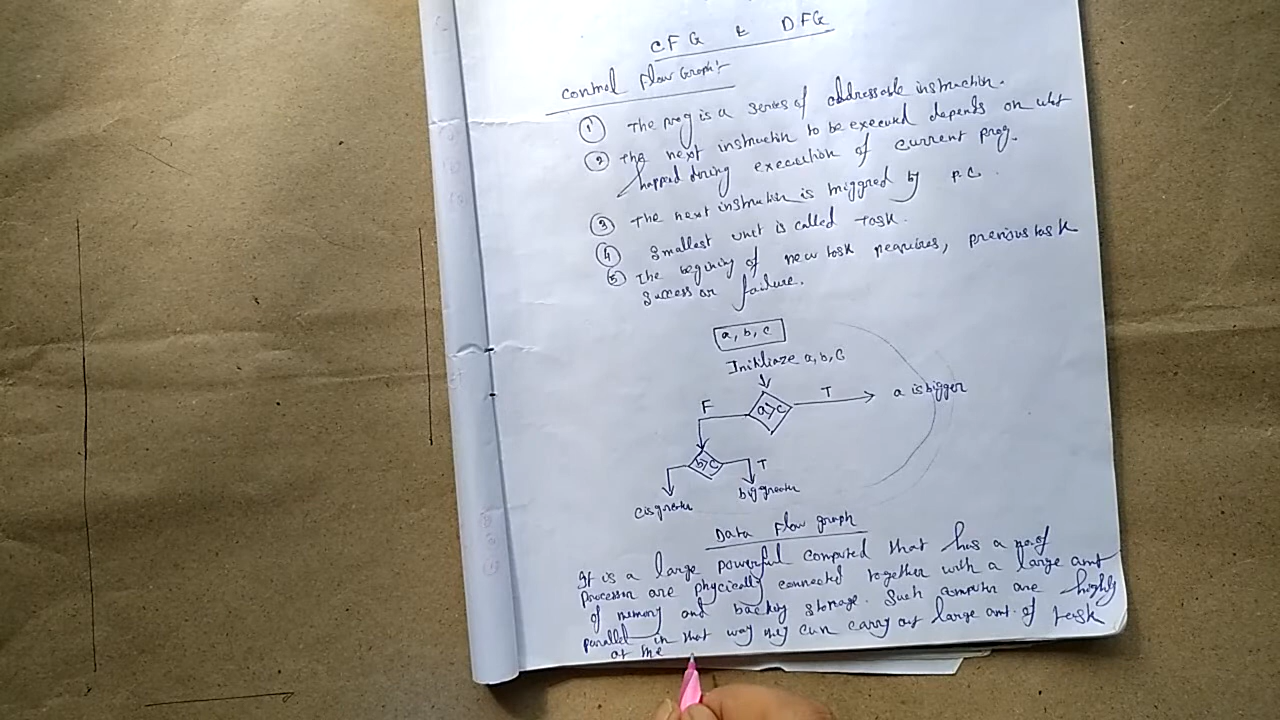 CFG & DFG
Control Flow Graph:-
① The prog is a series of addressable instruction.
② The next instruction to be executed depends on what
happed during execution of current prog.
③ The next instruction is triggred by P.C.
④ Smallest unit is called task.
⑤ The begining of new task requires, previous task
success or failure.
a, b, c
Initiliaze a, b, C
a>c
T
a is bigger
F
b>C
T
c is greater
b is greater
Data Flow graph
It is a large powerful computed that has a no. of
processor are phycically connected together with a large amt
of memory and backing storage. Such computer are highly
parallel in that way they can carry out large amt. of task
at the